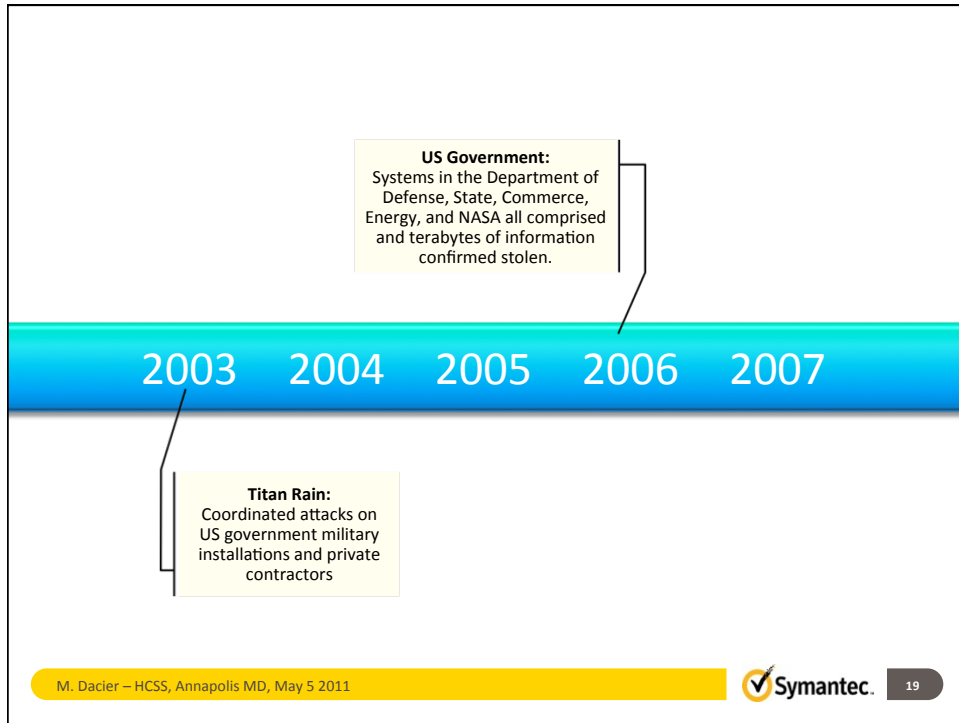 US Government:
Systems in the Department of
Defense, State, Commerce,
Energy, and NASA all comprised
and terabytes of information
confirmed stolen.
2003 2004 2005 2006 2007
Titan Rain:
Coordinated attacks on
US government military
installations and private
contractors
M. Dacier – HCSS, Annapolis MD, May 5 2011
Symantec.
19